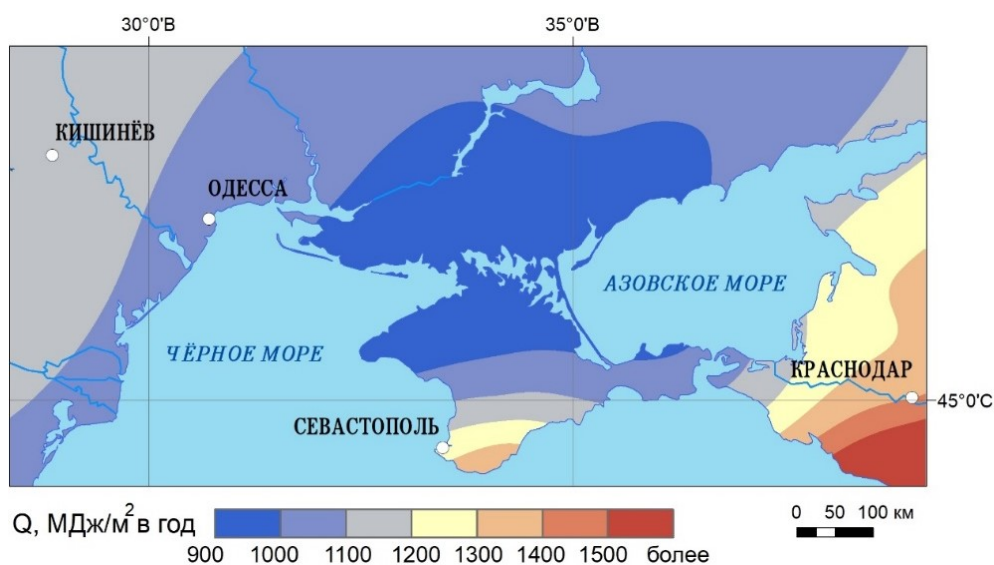 30°0'В 35°0'В
КИШИНЁВ
ОДЕССА
АЗОВСКОЕ МОРЕ
ЧЁРНОЕ МОРЕ
КРАСНОДАР
45°0'С
СЕВАСТОПОЛЬ
Q, МДж/м² в год
0 50 100 км
900 1000 1100 1200 1300 1400 1500 более